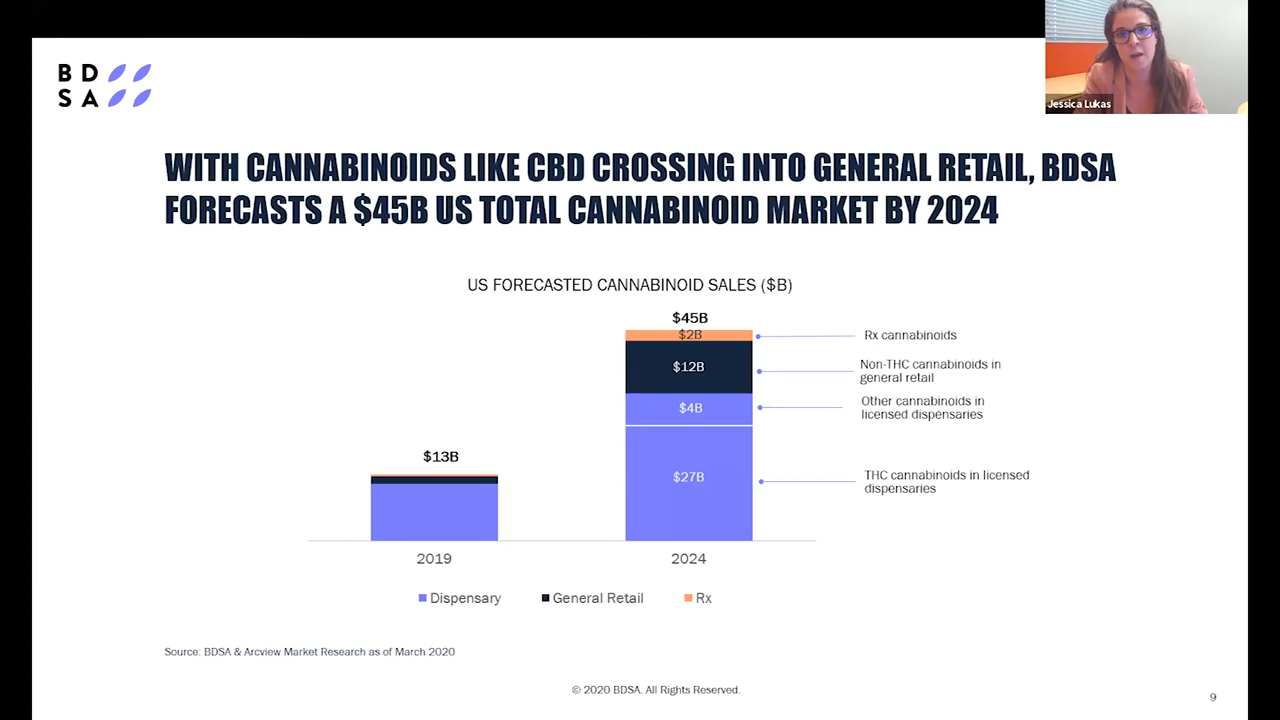 BD
SA
Jessica Lukas
WITH CANNABINOIDS LIKE CBD CROSSING INTO GENERAL RETAIL, BDSA
FORECASTS A $45B US TOTAL CANNABINOID MARKET BY 2024
US FORECASTED CANNABINOID SALES ($B)
$45B
$2B
Rx cannabinoids
$12B
Non-THC cannabinoids in
general retail
$4B
Other cannabinoids in
licensed dispensaries
$13B
$27B
THC cannabinoids in licensed
dispensaries
2019
2024
Dispensary
General Retail
Rx
Source: BDSA & Arcview Market Research as of March 2020
© 2020 BDSA. All Rights Reserved.
9